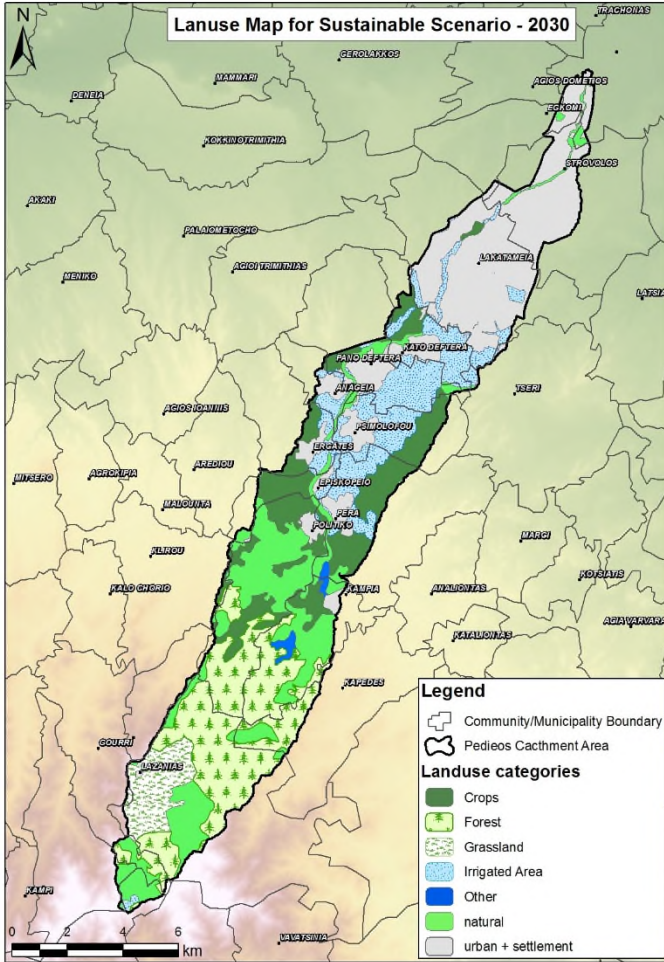 N
Lanuse Map for Sustainable Scenario - 2030
TRACHONAS
GEROLAKKOS
MAMMARI
AGIOS DOMETIOS
DENEIA
EGKOMI
KOKKINOTRIMITHIA
STROVOLOS
AKAKI
PALAIOMETOCHO
LAKATAMEIA
AGIOI TRIMITHIAS
MENIKO
LATSIA
KATO DEFTERA
PANO DEFTERA
ANAGEIA
TSERI
AGIOS IOANNIS
PSIMOLOFOU
ERGATES
AREDIOU
MITSERO
AGROKIPIA
EPISKOPEIO
MALOUNTA
PERA
POLITIKO
MARGI
KLIROU
KOTSIATIS
KALO CHORIO
KAMPIA
ANALIONTAS
AGIA VARVARA
KATALIONTAS
KAPEDES
GOURRI
LAZANIAS
KAMPI
VAVATSINIA
Legend
Community/Municipality Boundary
Pedieos Cacthment Area
Landuse categories
Crops
Forest
Grassland
Irrigated Area
Other
natural
urban + settlement
0 2 4 6
km